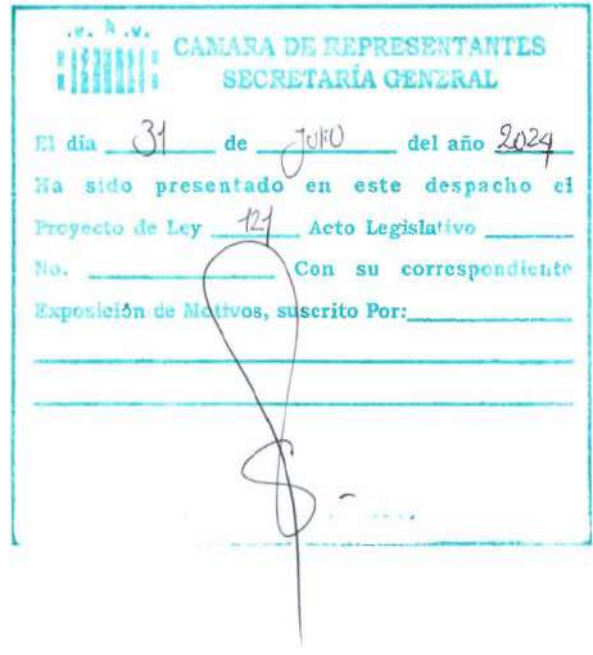 CAMARA DE REPRESENTANTES
SECRETARÍA GENERAL
El día 31 de Julio del año 2024
Ha sido presentado en este despacho el
Proyecto de Ley 121 Acto Legislativo
No. Con su correspondiente
Exposición de Motivos, suscrito Por: